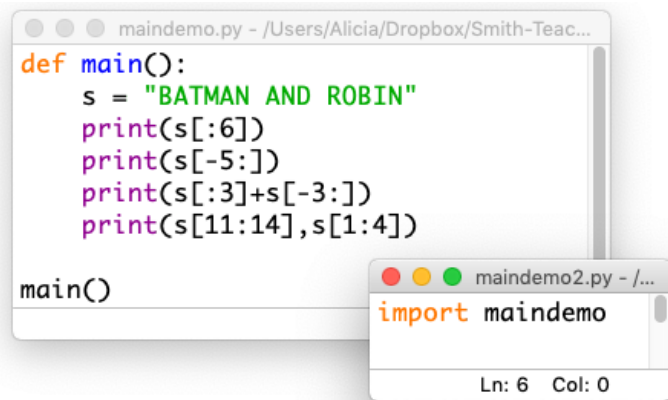 maindemo.py - /Users/Alicia/Dropbox/Smith-Teac...
def main():
    s = "BATMAN AND ROBIN"
    print(s[:6])
    print(s[-5:])
    print(s[:3]+s[-3:])
    print(s[11:14],s[1:4])
main()
maindemo2.py - /...
import maindemo
Ln: 6 Col: 0